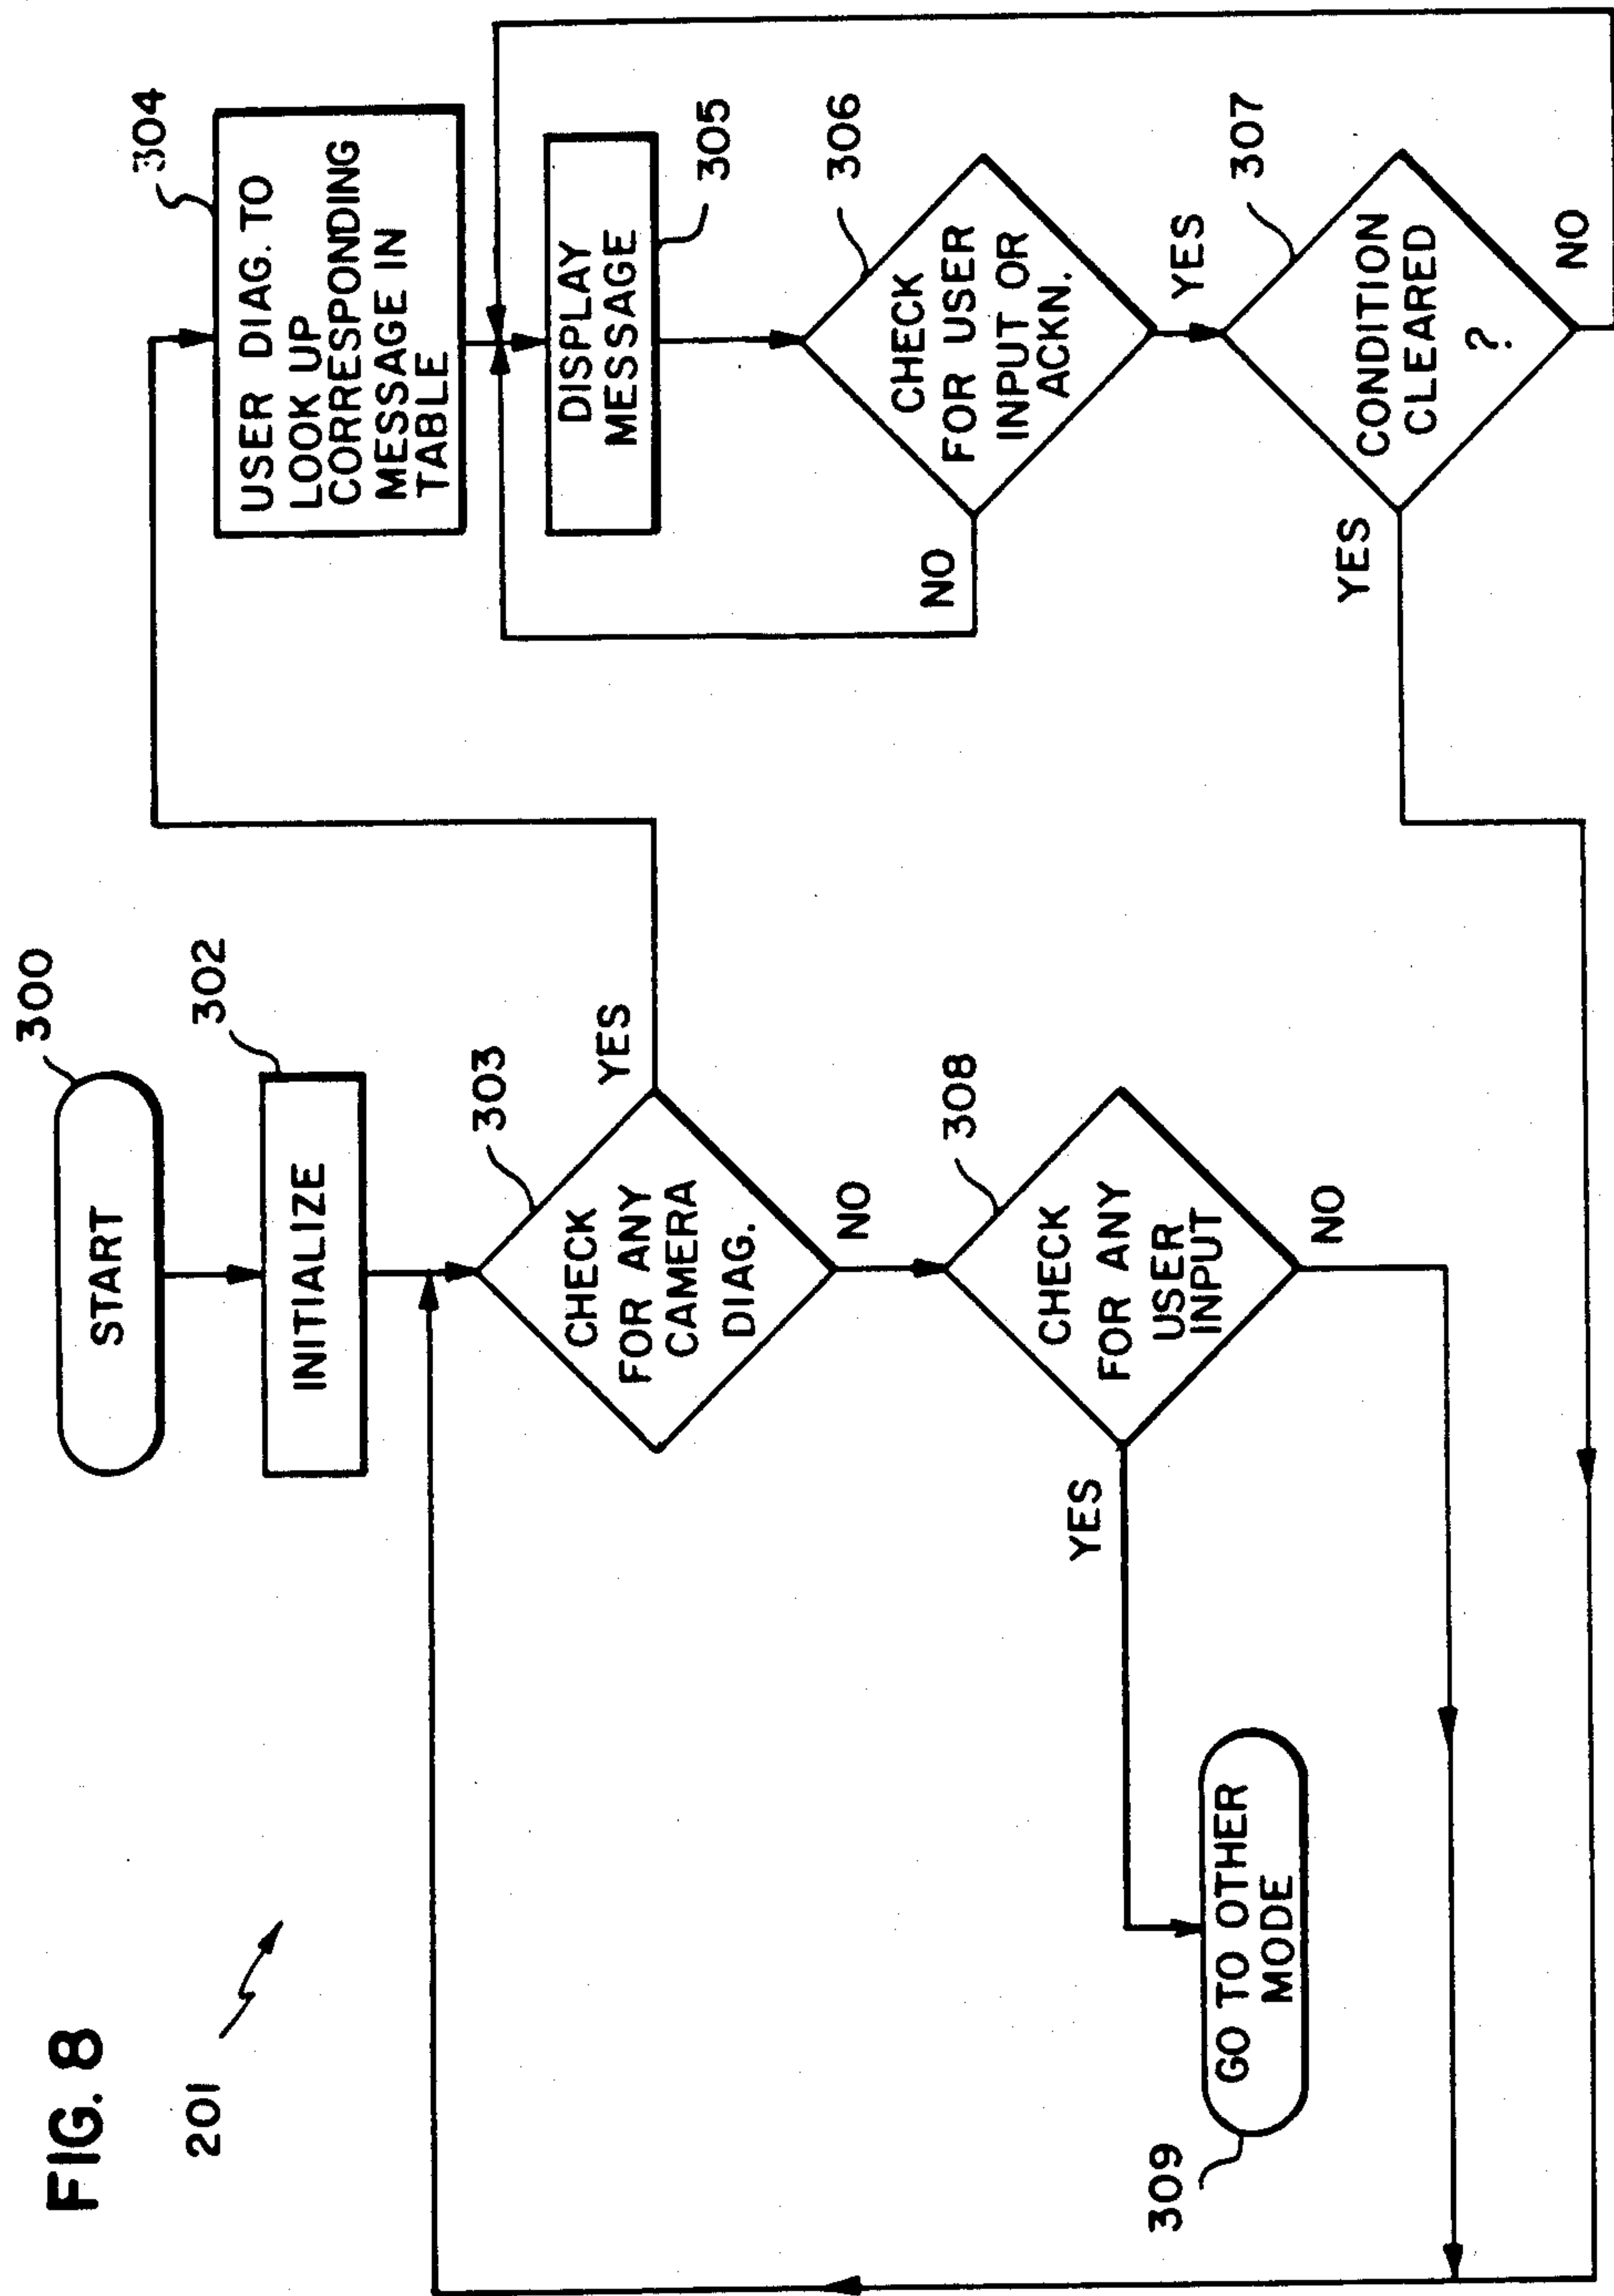 FIG. 8
201
300
START
302
INITIALIZE
303
CHECK
FOR ANY
CAMERA
DIAG.
YES
NO
308
CHECK
FOR ANY
USER
INPUT
YES
NO
309
GO TO OTHER
MODE
304
USER DIAG. TO
LOOK UP
CORRESPONDING
MESSAGE IN
TABLE
305
DISPLAY
MESSAGE
306
CHECK
FOR USER
INPUT OR
ACKN.
NO
YES
307
CONDITION
CLEARED
?
YES
NO